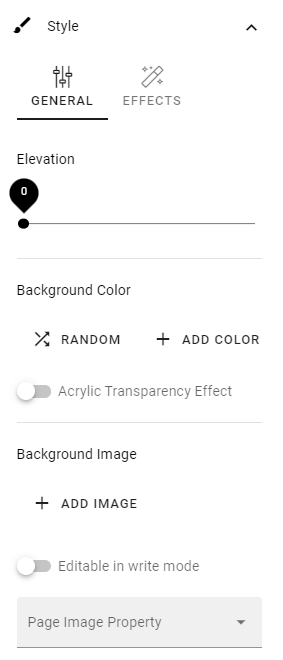 Style
GENERAL EFFECTS
Elevation
0
Background Color
RANDOM ADD COLOR
Acrylic Transparency Effect
Background Image
ADD IMAGE
Editable in write mode
Page Image Property